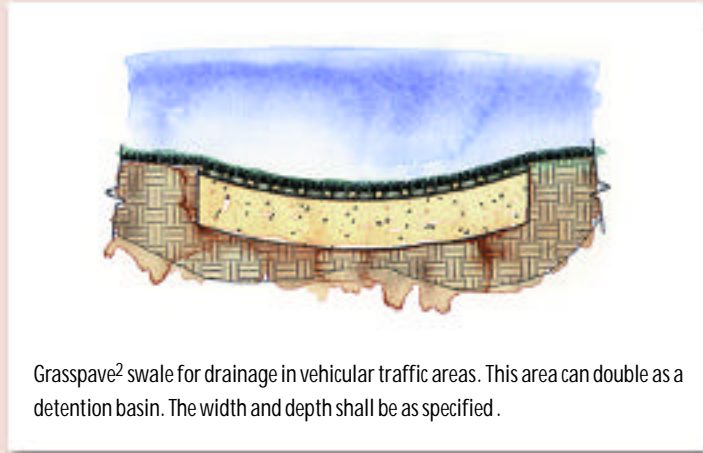 Grasspave² swale for drainage in vehicular traffic areas. This area can double as a
detention basin. The width and depth shall be as specified .